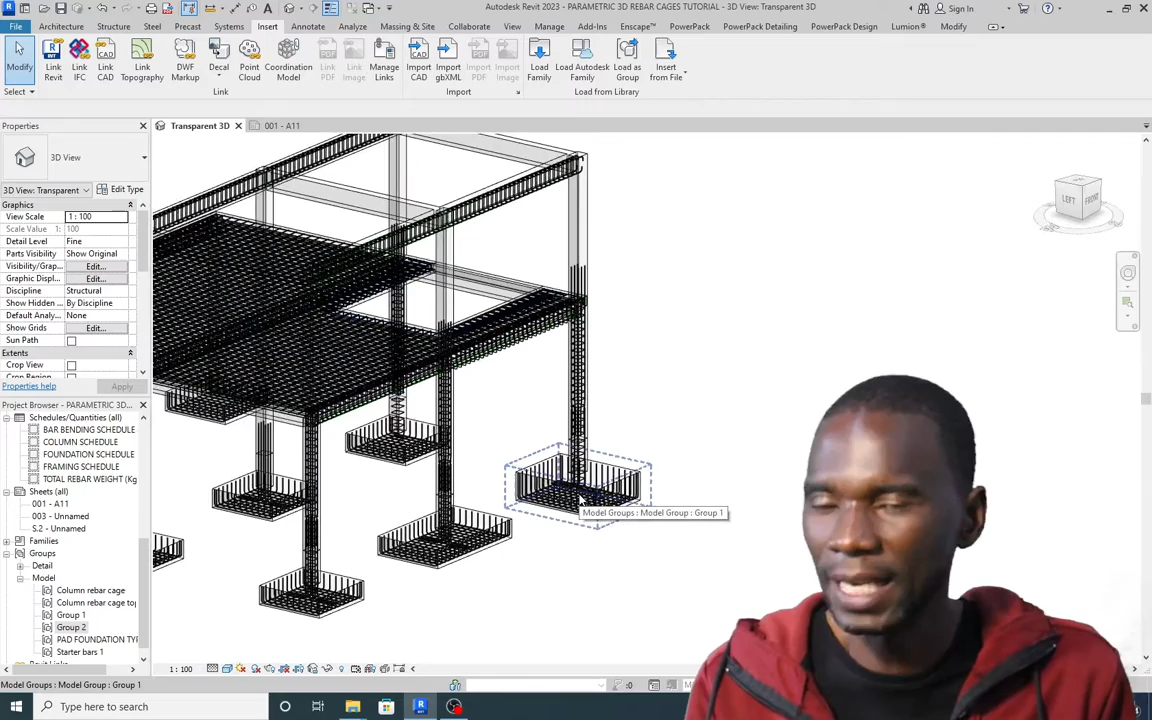 Autodesk Revit 2023 - PARAMETRIC 3D REBAR CAGES TUTORIAL - 3D View: Transparent 3D
Sign In
File Architecture Structure Steel Precast Systems Insert Annotate Analyze Massing & Site Collaborate View Manage Add-Ins Enscape™ PowerPack PowerPack Detailing PowerPack Design Lumion® Modify
Modify
Link Revit
Link IFC
Link CAD
Link Topography
DWF Markup
Decal
Point Cloud
Coordination Model
Link PDF
Link Image
Manage Links
Import CAD
Import gbXML
Import PDF
Import Image
Load Family
Load Autodesk Family
Load as Group
Insert from File
Select
Link
Import
Load from Library
Properties
Transparent 3D
001 - A11
3D View
3D View: Transparent
Edit Type
Graphics
View Scale 1 : 100
Scale Value 1: 100
Detail Level Fine
Parts Visibility Show Original
Visibility/Grap... Edit...
Graphic Displ... Edit...
Discipline Structural
Show Hidden ... By Discipline
Default Analy... None
Show Grids Edit...
Sun Path
Extents
Crop View
Crop Region
Properties help Apply
Project Browser - PARAMETRIC 3D...
Schedules/Quantities (all)
BAR BENDING SCHEDULE
COLUMN SCHEDULE
FOUNDATION SCHEDULE
FRAMING SCHEDULE
TOTAL REBAR WEIGHT (Kg
Sheets (all)
001 - A11
003 - Unnamed
S.2 - Unnamed
Families
Groups
Detail
Model
Column rebar cage
Column rebar cage top
Group 1
Group 2
PAD FOUNDATION TYP
Starter bars 1
Revit Links
LEFT
FRONT
Model Groups : Model Group : Group 1
1 : 100
Model Groups : Model Group : Group 1
:0
Type here to search